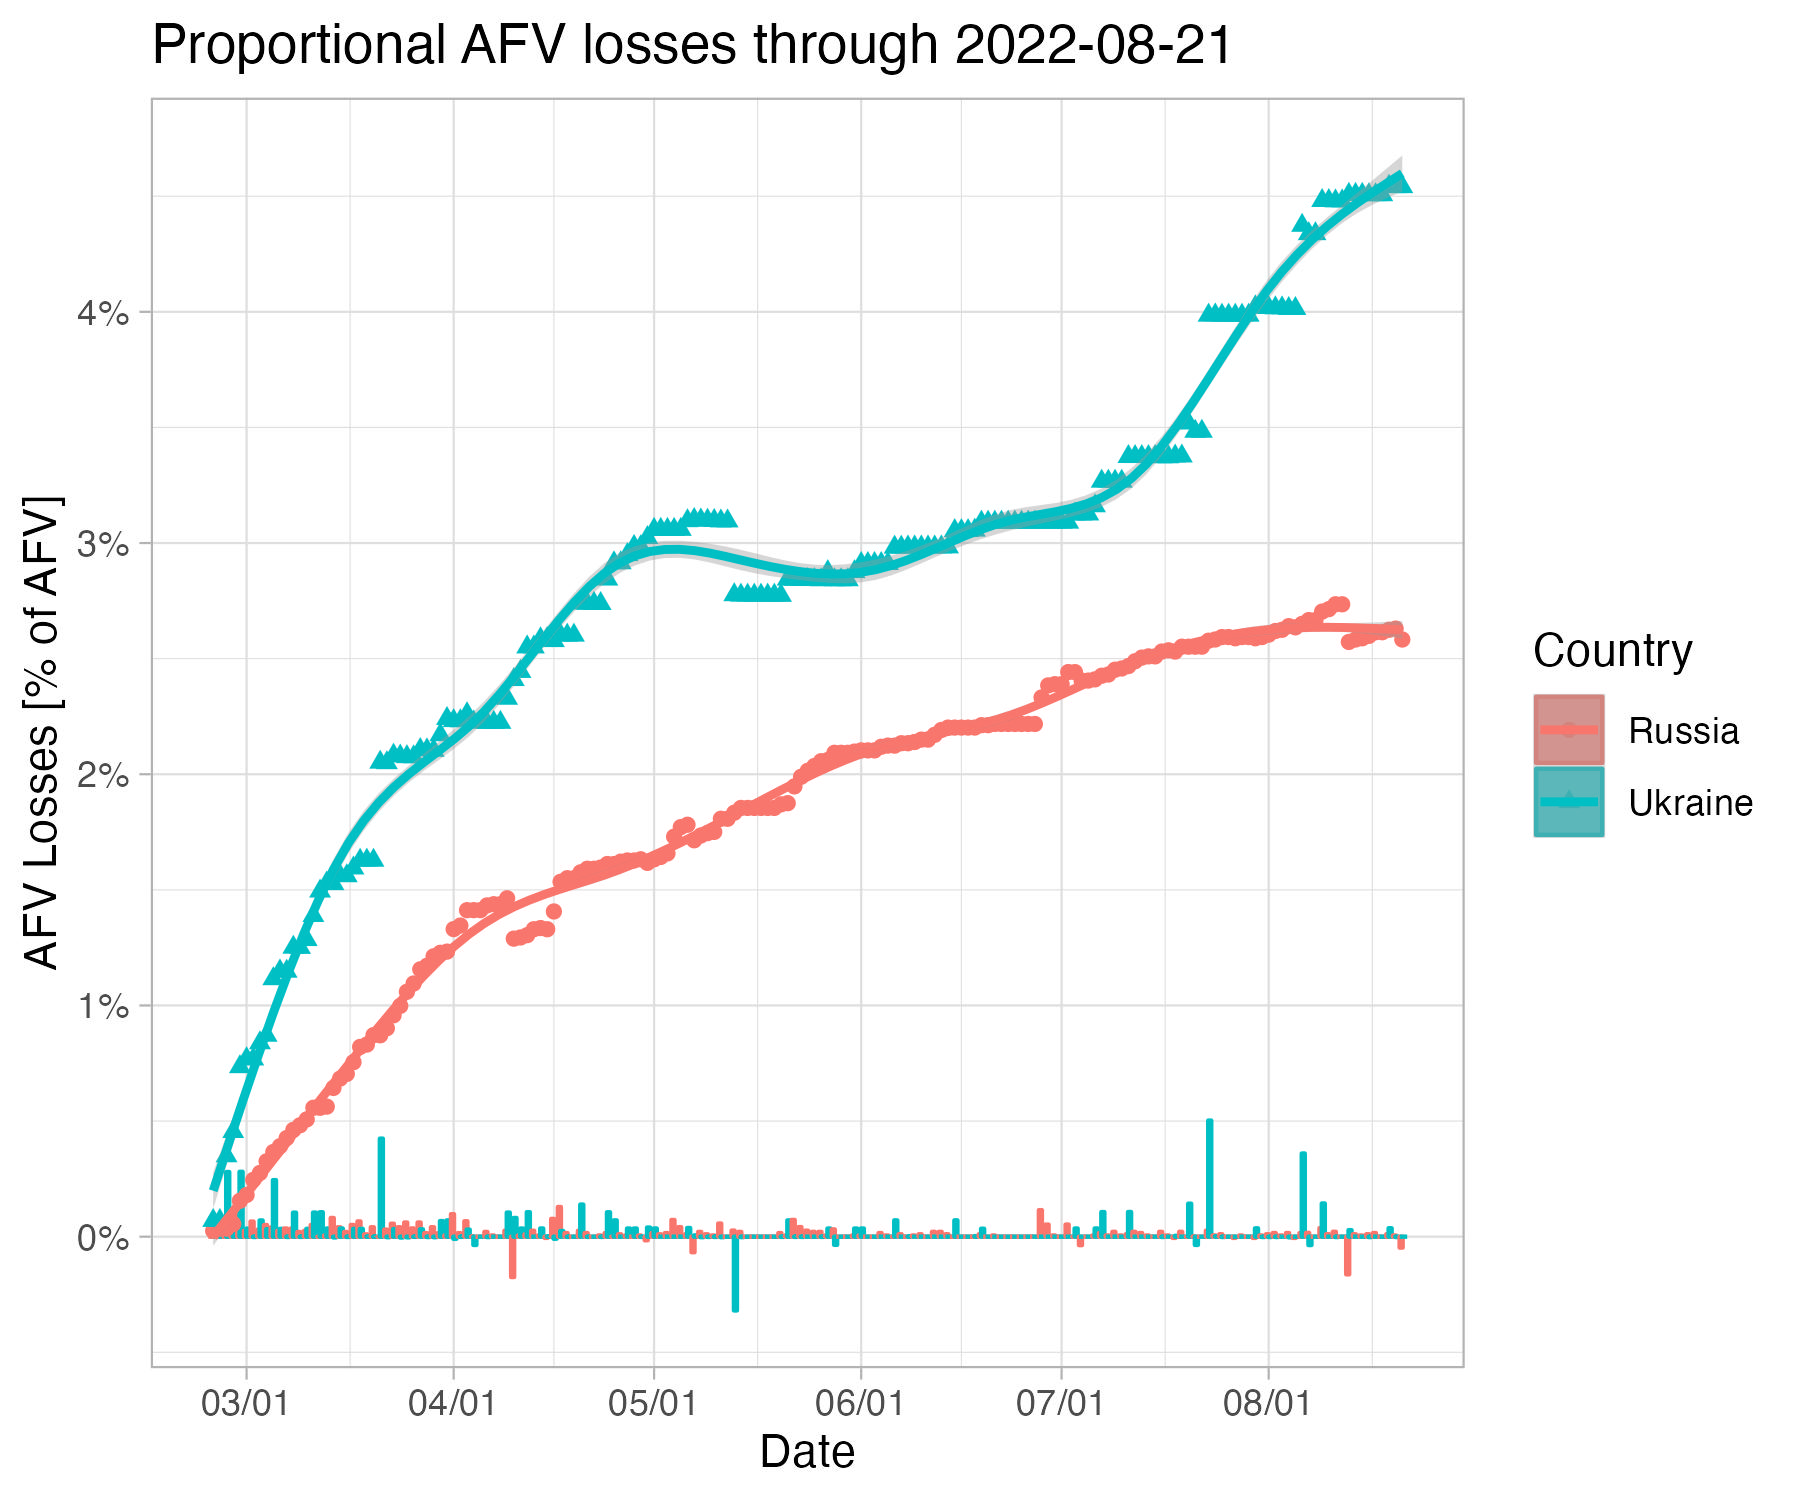 Proportional AFV losses through 2022-08-21
AFV Losses [% of AFV]
4%
3%
2%
1%
0%
03/01
04/01
05/01
06/01
07/01
08/01
Date
Country
Russia
Ukraine